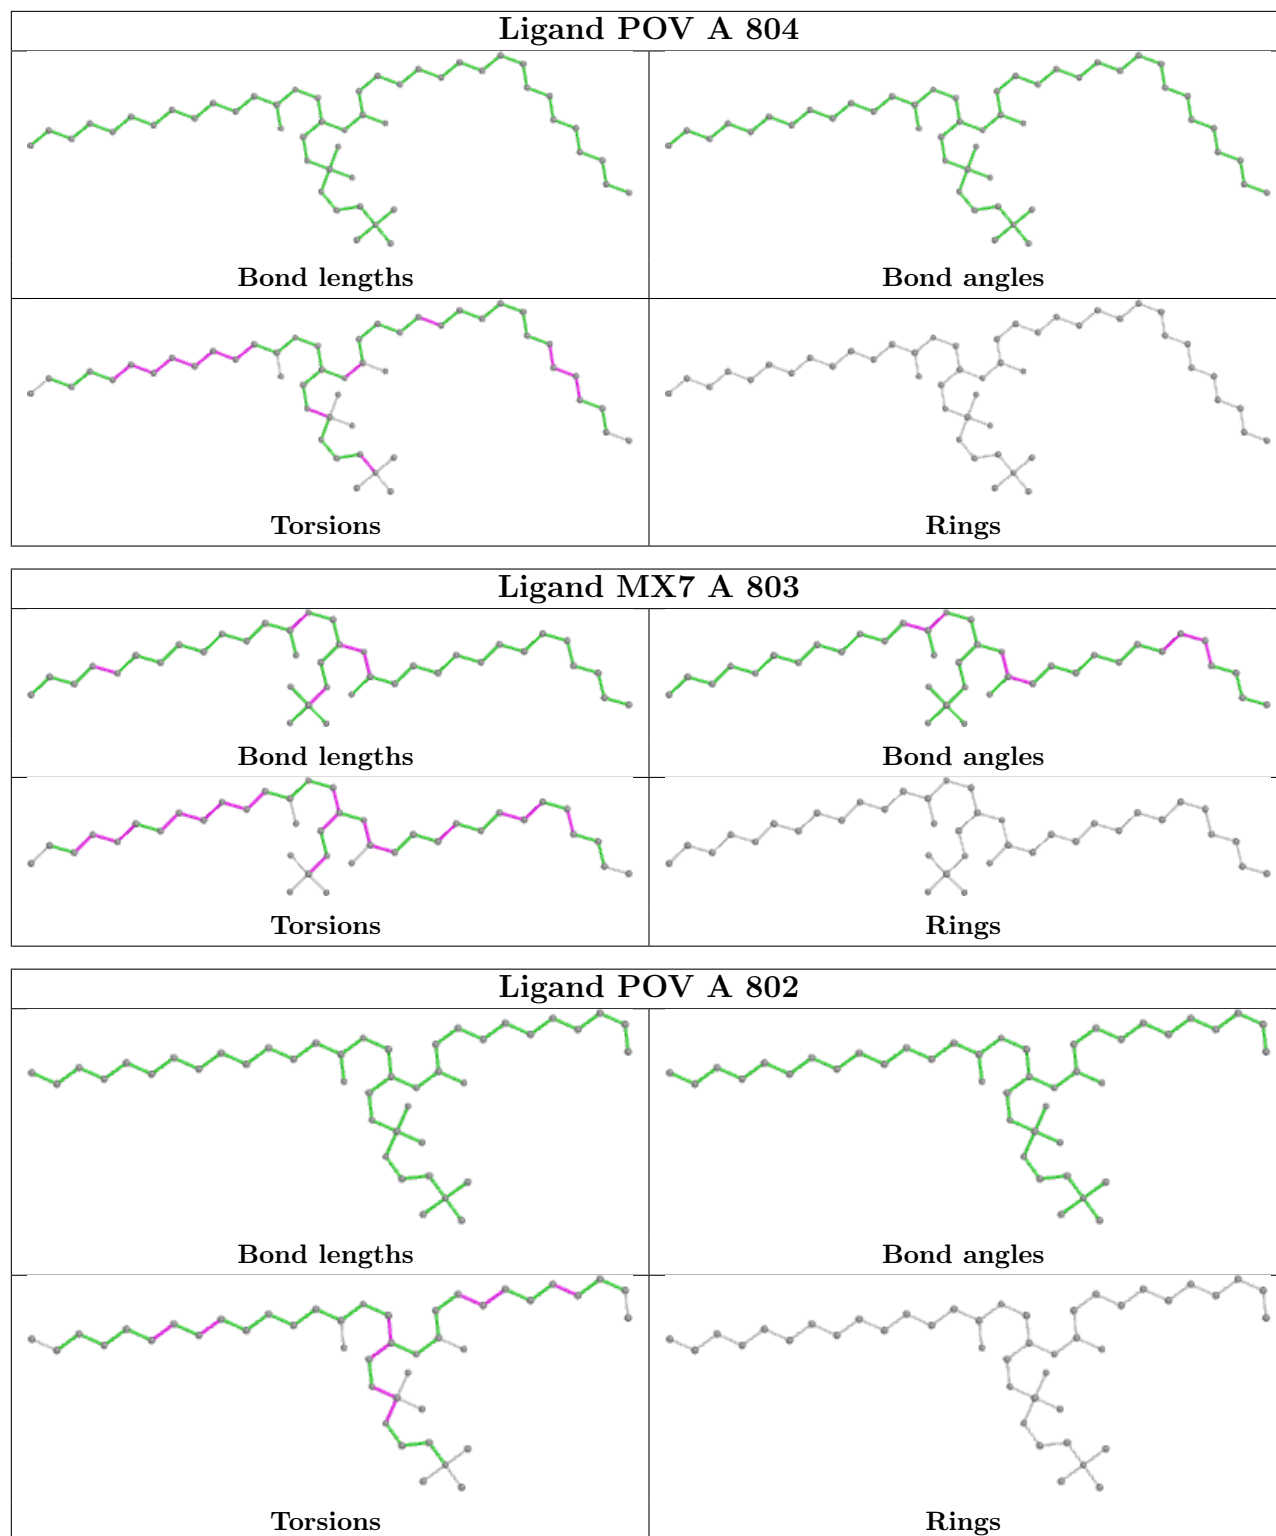 Ligand POV A 804
Bond lengths
Bond angles
Torsions
Rings
Ligand MX7 A 803
Bond lengths
Bond angles
Torsions
Rings
Ligand POV A 802
Bond lengths
Bond angles
Torsions
Rings